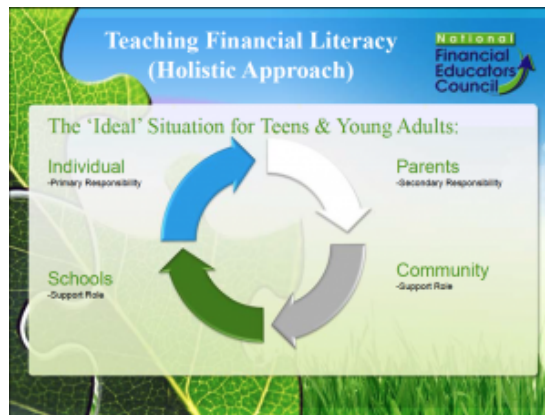 Teaching Financial Literacy
(Holistic Approach)
National
Financial
Educators
Council
The 'Ideal' Situation for Teens & Young Adults:
Individual
-Primary Responsibility
Parents
-Secondary Responsibility
Schools
-Support Role
Community
-Support Role